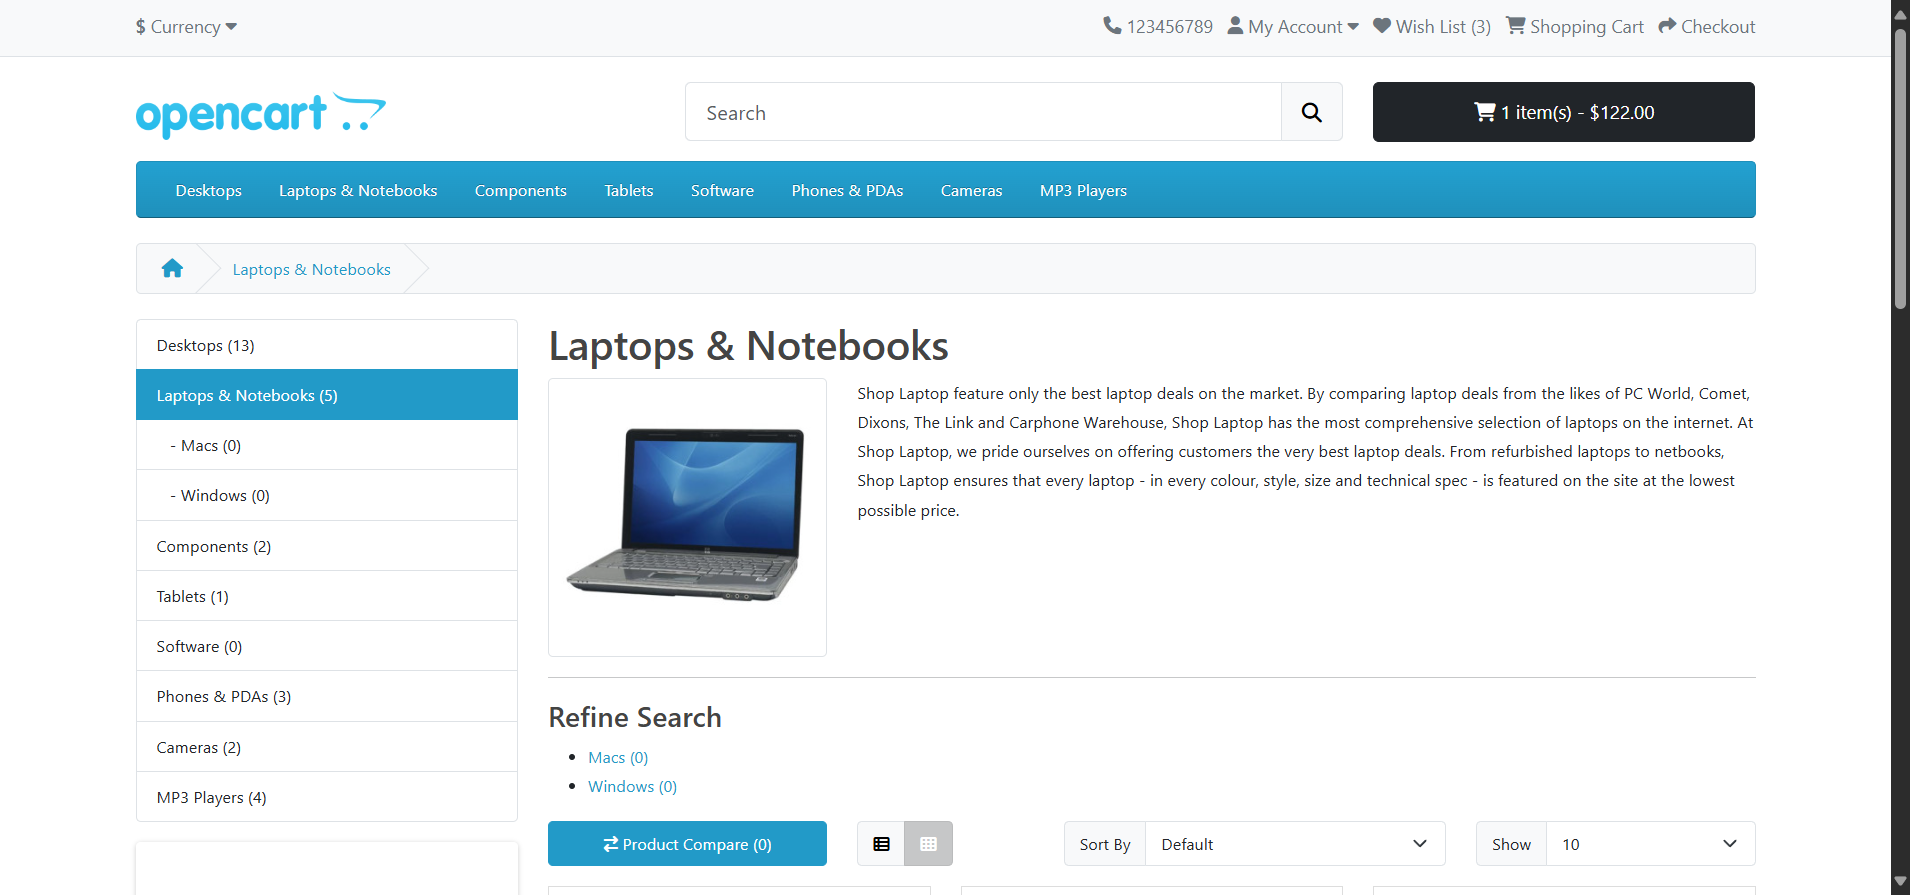 $ Currency
123456789
My Account
Wish List (3)
Shopping Cart
Checkout
opencart
Search
1 item(s) - $122.00
Desktops
Laptops & Notebooks
Components
Tablets
Software
Phones & PDAs
Cameras
MP3 Players
Laptops & Notebooks
Desktops (13)
Laptops & Notebooks (5)
- Macs (0)
- Windows (0)
Components (2)
Tablets (1)
Software (0)
Phones & PDAs (3)
Cameras (2)
MP3 Players (4)
Laptops & Notebooks
Shop Laptop feature only the best laptop deals on the market. By comparing laptop deals from the likes of PC World, Comet,
Dixons, The Link and Carphone Warehouse, Shop Laptop has the most comprehensive selection of laptops on the internet. At
Shop Laptop, we pride ourselves on offering customers the very best laptop deals. From refurbished laptops to netbooks,
Shop Laptop ensures that every laptop - in every colour, style, size and technical spec - is featured on the site at the lowest
possible price.
Refine Search
Macs (0)
Windows (0)
Product Compare (0)
Sort By
Default
Show
10